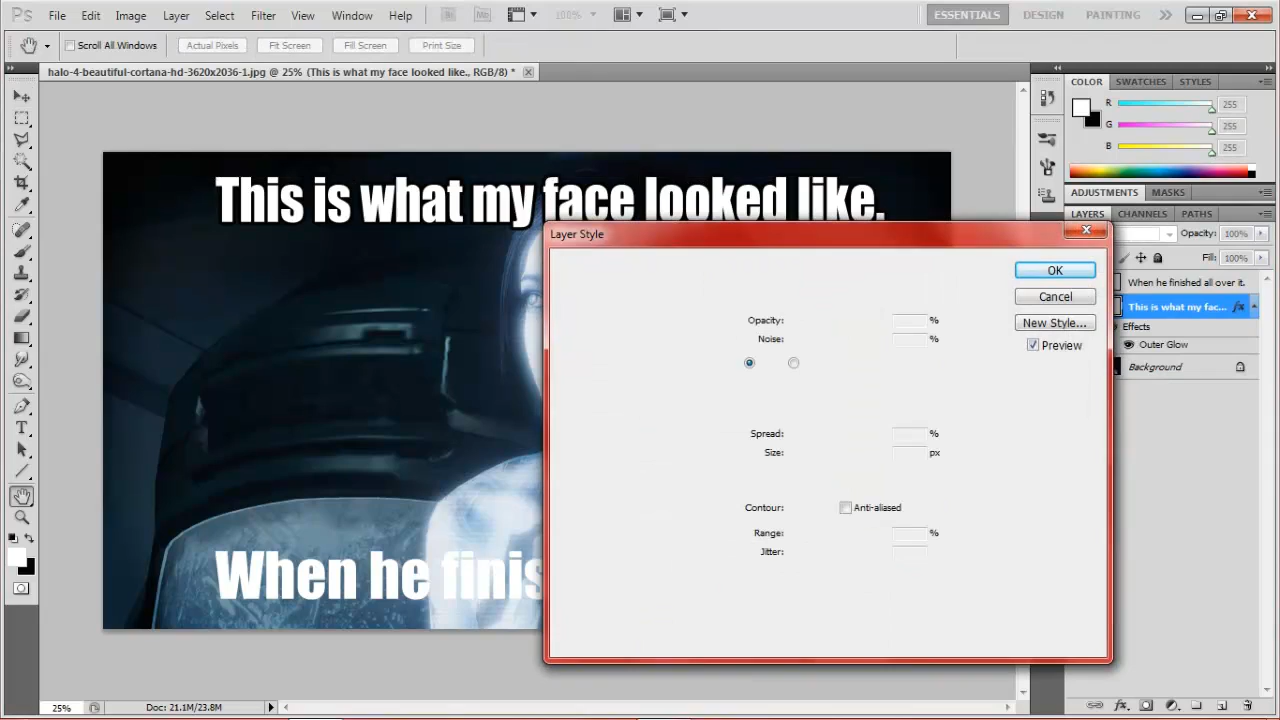 Ps File Edit Image Layer Select Filter View Window Help Br Mb 100% ESSENTIALS DESIGN PAINTING
Scroll All Windows Actual Pixels Fit Screen Fill Screen Print Size
halo-4-beautiful-cortana-hd-3620x2036-1.jpg @ 25% (This is what my face looked like., RGB/8) *
COLOR SWATCHES STYLES
R 255
G 255
B 255
ADJUSTMENTS MASKS
LAYERS CHANNELS PATHS
Opacity: 100%
Fill: 100%
When he finished all over it.
This is what my fac... fx
Effects
Outer Glow
Background
This is what my face looked like.
When he finis
Layer Style
OK
Cancel
New Style...
Preview
Opacity: %
Noise: %
Spread: %
Size: px
Contour: Anti-aliased
Range: %
Jitter:
25% Doc: 21.1M/23.8M